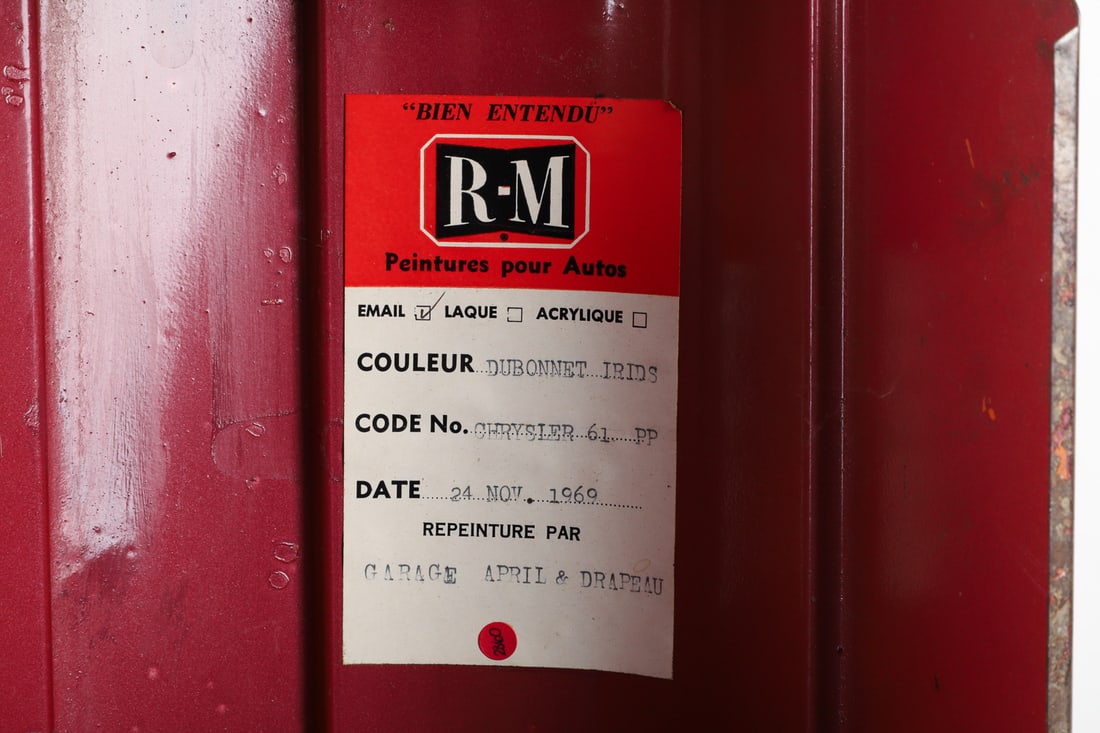 “BIEN ENTENDÛ”
R-M
Peintures pour Autos
EMAIL LAQUE ACRYLIQUE
COULEUR DUBONNET IRIDS
CODE No. CHRYSLER 61 PP
DATE 24 NOV. 1969
REPEINTURE PAR
GARAGE APRIL & DRAPEAU